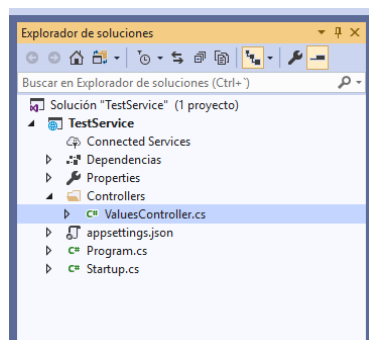 Explorador de soluciones
Buscar en Explorador de soluciones (Ctrl+`)
Solución "TestService" (1 proyecto)
TestService
Connected Services
Dependencias
Properties
Controllers
C# ValuesController.cs
appsettings.json
C# Program.cs
C# Startup.cs